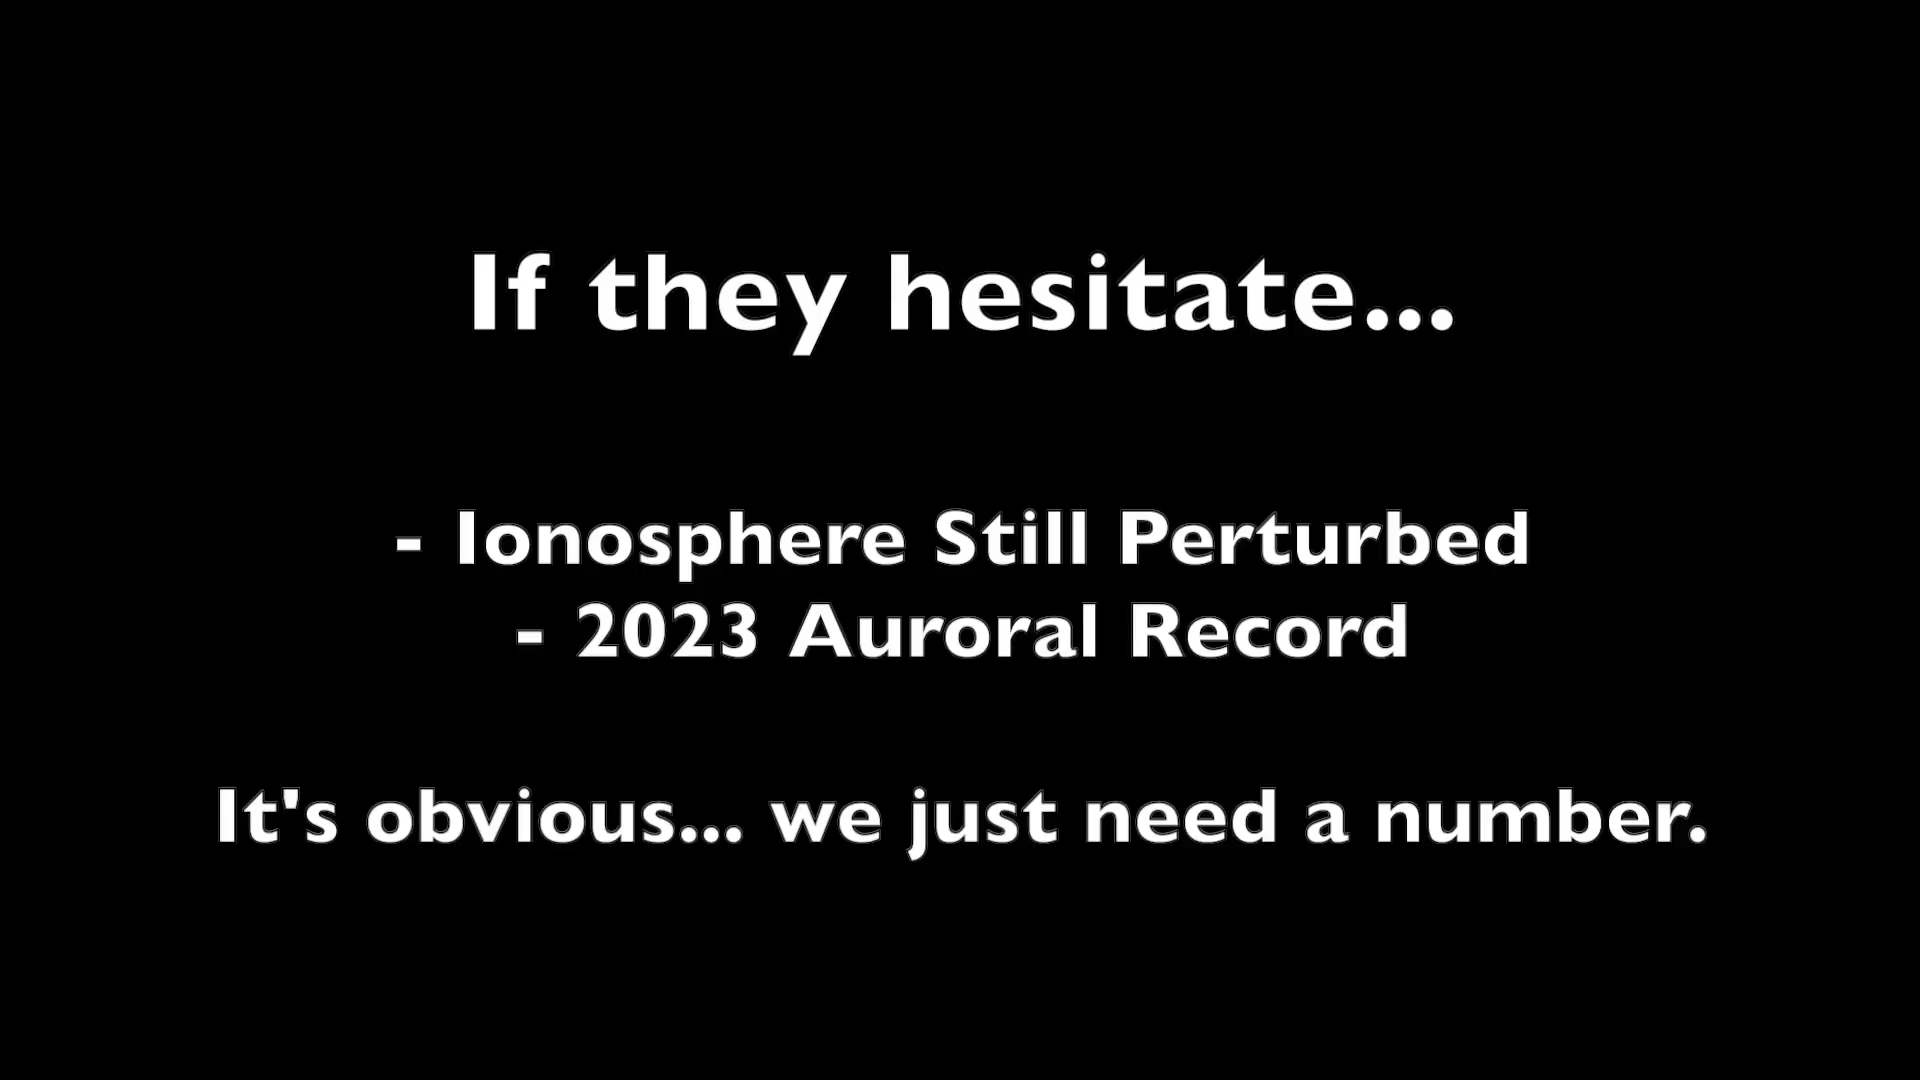 If they hesitate...
- Ionosphere Still Perturbed
- 2023 Auroral Record
It's obvious... we just need a number.